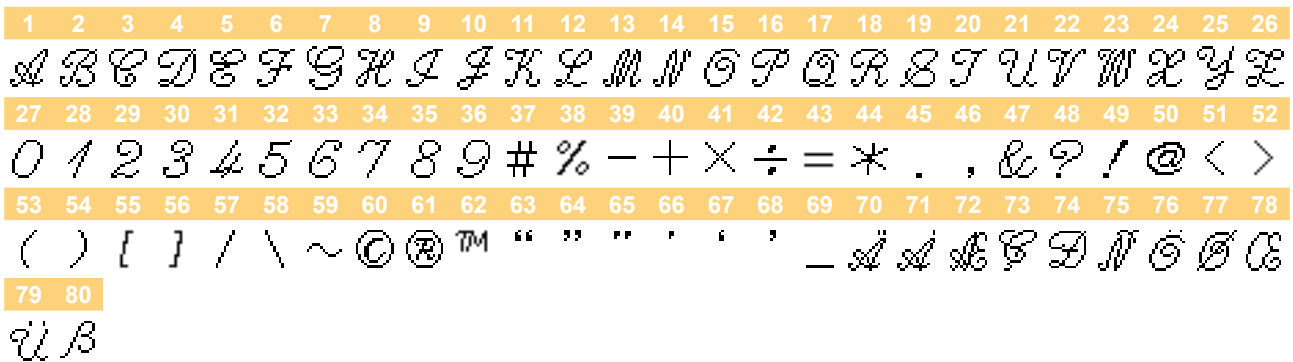 1 2 3 4 5 6 7 8 9 10 11 12 13 14 15 16 17 18 19 20 21 22 23 24 25 26
A B C D E F G H I J K L M N O P Q R S T U V W X Y Z
27 28 29 30 31 32 33 34 35 36 37 38 39 40 41 42 43 44 45 46 47 48 49 50 51 52
0 1 2 3 4 5 6 7 8 9 # % − + × ÷ = * . , & ? ! @ < >
53 54 55 56 57 58 59 60 61 62 63 64 65 66 67 68 69 70 71 72 73 74 75 76 77 78
( ) [ ] / \ ~ © ® ™ “ ” " ' ‘ ’ _ Ä Å Æ Ç Đ Ñ Ö Ø Œ
79 80
Ü ß